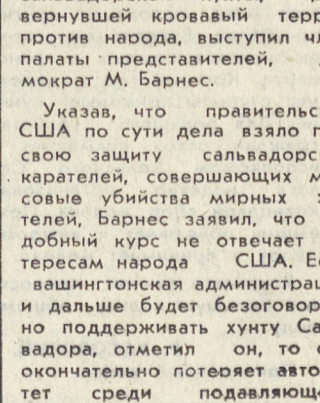 вернувшей кровавый терр
против народа, выступил чл
палаты представителей,
мократ М. Барнес.
Указав, что правительс
США по сути дела взяло п
свою защиту сальвадорс
карателей, совершающих м
совые убийства мирных
телей, Барнес заявил, что
добный курс не отвечает
тересам народа США. Ес
вашингтонская администрац
и дальше будет безоговор
но поддерживать хунту Са
вадора, отметил он, то о
окончательно потеряет авто
тет среди подавляюще